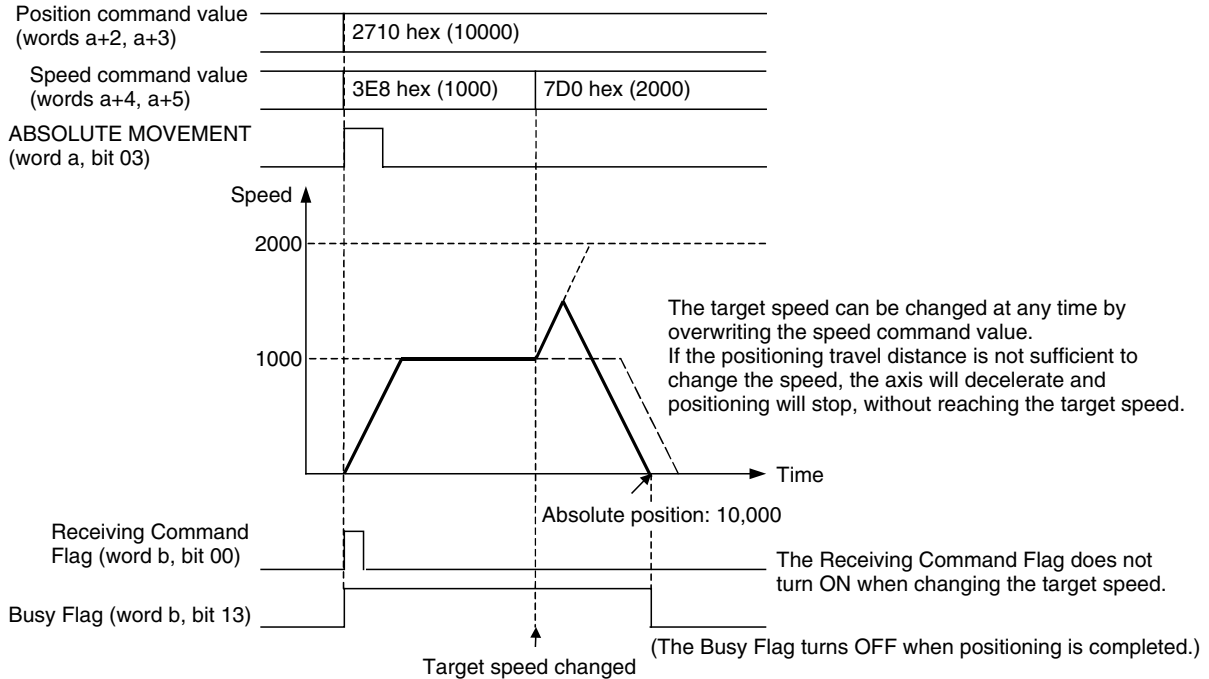 Position command value
(words a+2, a+3)
2710 hex (10000)
Speed command value
(words a+4, a+5)
3E8 hex (1000)
7D0 hex (2000)
ABSOLUTE MOVEMENT
(word a, bit 03)
Speed
2000
1000
The target speed can be changed at any time by
overwriting the speed command value.
If the positioning travel distance is not sufficient to
change the speed, the axis will decelerate and
positioning will stop, without reaching the target speed.
Time
Absolute position: 10,000
Receiving Command
Flag (word b, bit 00)
The Receiving Command Flag does not
turn ON when changing the target speed.
Busy Flag (word b, bit 13)
(The Busy Flag turns OFF when positioning is completed.)
Target speed changed